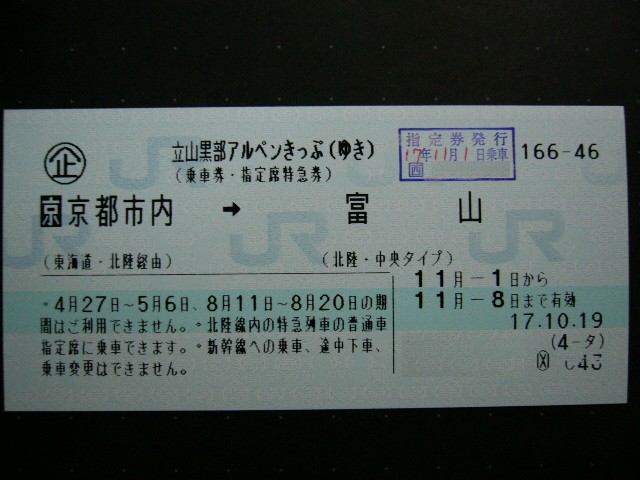 企 立山黒部アルペンきっぷ(ゆき)
(乗車券・指定席特急券)
指定券発行
17年11月1日乗車
西
166-46
京 京都市内 → 富山
(東海道・北陸経由) (北陸・中央タイプ)
11月-1日から
11月-8日まで有効
・4月27日~5月6日、8月11日~8月20日の期
間はご利用できません。・北陸線内の特急列車の普通車
指定席に乗車できます。・新幹線への乗車、途中下車、
乗車変更はできません。
17.10.19
(4-タ)
043